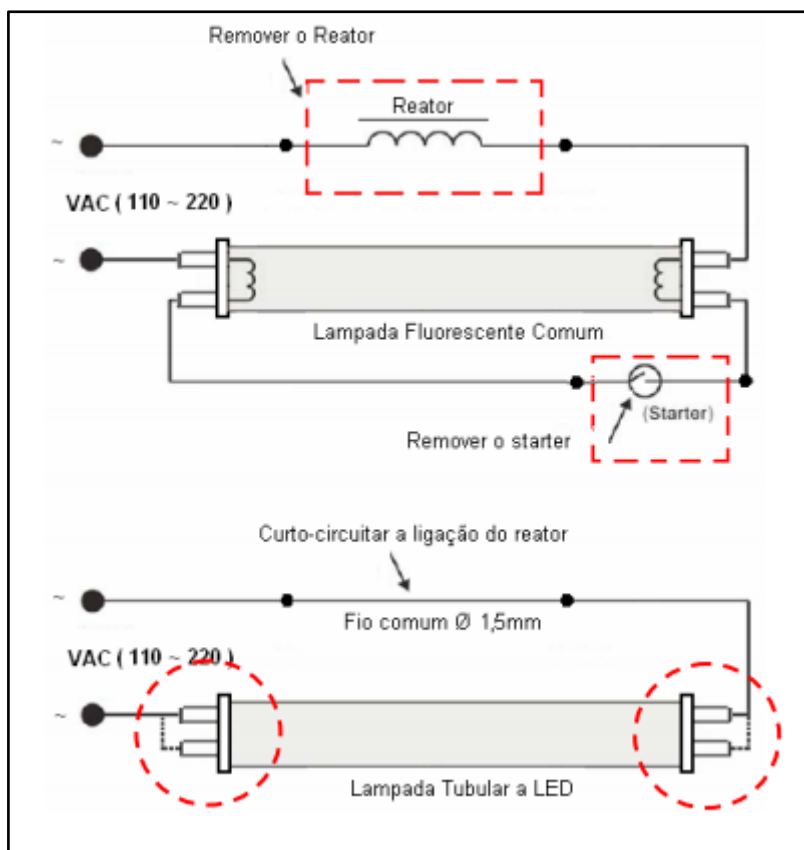 Remover o Reator
Reator
~
VAC ( 110 ~ 220 )
~
Lampada Fluorescente Comum
(Starter)
Remover o starter
Curto-circuitar a ligação do reator
~
Fio comum Ø 1,5mm
VAC ( 110 ~ 220 )
~
Lampada Tubular a LED